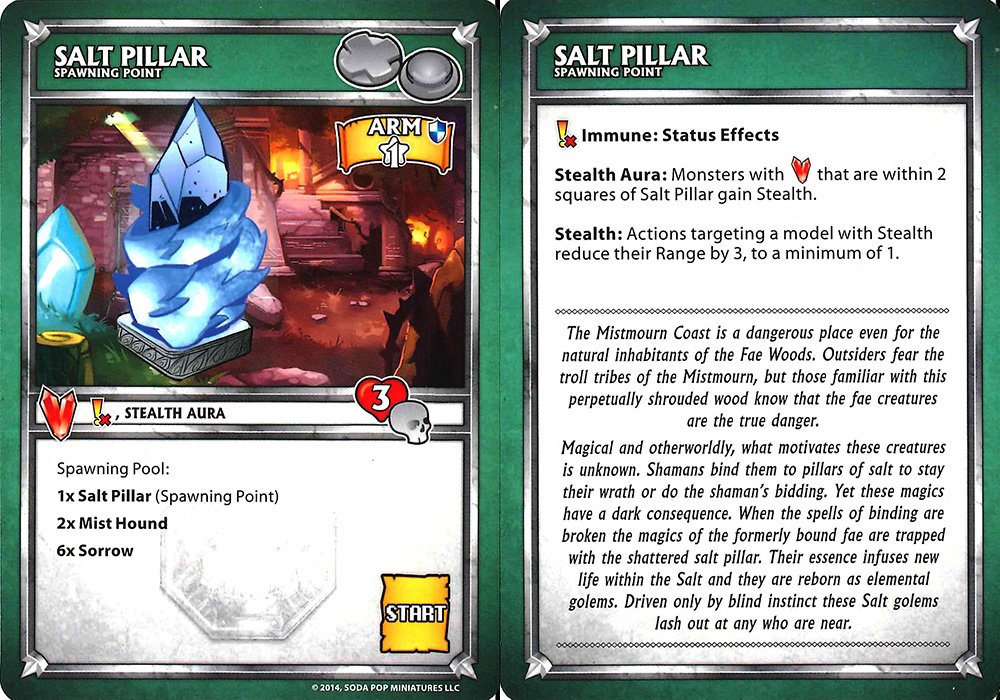 SALT PILLAR
SPAWNING POINT
ARM
1
, STEALTH AURA
3
Spawning Pool:
1x Salt Pillar (Spawning Point)
2x Mist Hound
6x Sorrow
START
© 2014, SODA POP MINIATURES LLC
SALT PILLAR
SPAWNING POINT
Immune: Status Effects
Stealth Aura: Monsters with that are within 2
squares of Salt Pillar gain Stealth.
Stealth: Actions targeting a model with Stealth
reduce their Range by 3, to a minimum of 1.
The Mistmourn Coast is a dangerous place even for the
natural inhabitants of the Fae Woods. Outsiders fear the
troll tribes of the Mistmourn, but those familiar with this
perpetually shrouded wood know that the fae creatures
are the true danger.
Magical and otherworldly, what motivates these creatures
is unknown. Shamans bind them to pillars of salt to stay
their wrath or do the shaman's bidding. Yet these magics
have a dark consequence. When the spells of binding are
broken the magics of the formerly bound fae are trapped
with the shattered salt pillar. Their essence infuses new
life within the Salt and they are reborn as elemental
golems. Driven only by blind instinct these Salt golems
lash out at any who are near.